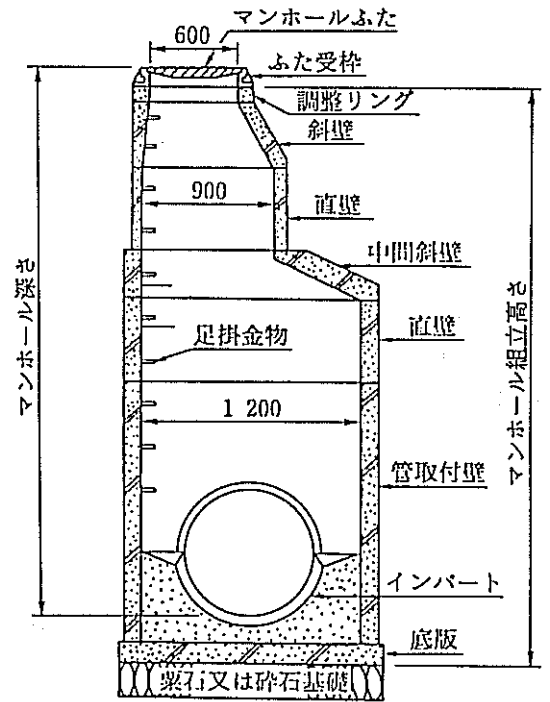 マンホールふた
600
ふた受枠
調整リング
斜壁
900
直壁
中間斜壁
マンホール深さ
マンホール組立高さ
足掛金物
直壁
1 200
管取付壁
インバート
底版
栗石又は砕石基礎